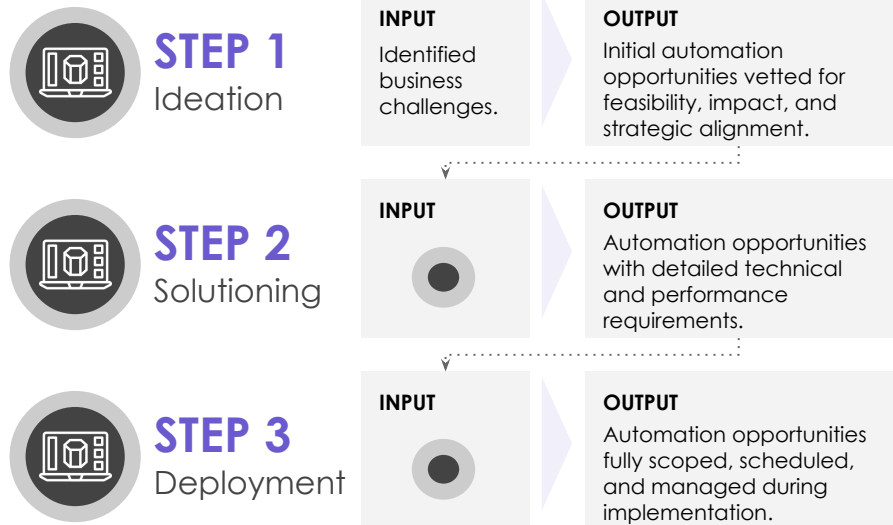 STEP 1
Ideation
INPUT
Identified
business
challenges.
OUTPUT
Initial automation
opportunities vetted for
feasibility, impact, and
strategic alignment.
STEP 2
Solutioning
INPUT
OUTPUT
Automation opportunities
with detailed technical
and performance
requirements.
STEP 3
Deployment
INPUT
OUTPUT
Automation opportunities
fully scoped, scheduled,
and managed during
implementation.